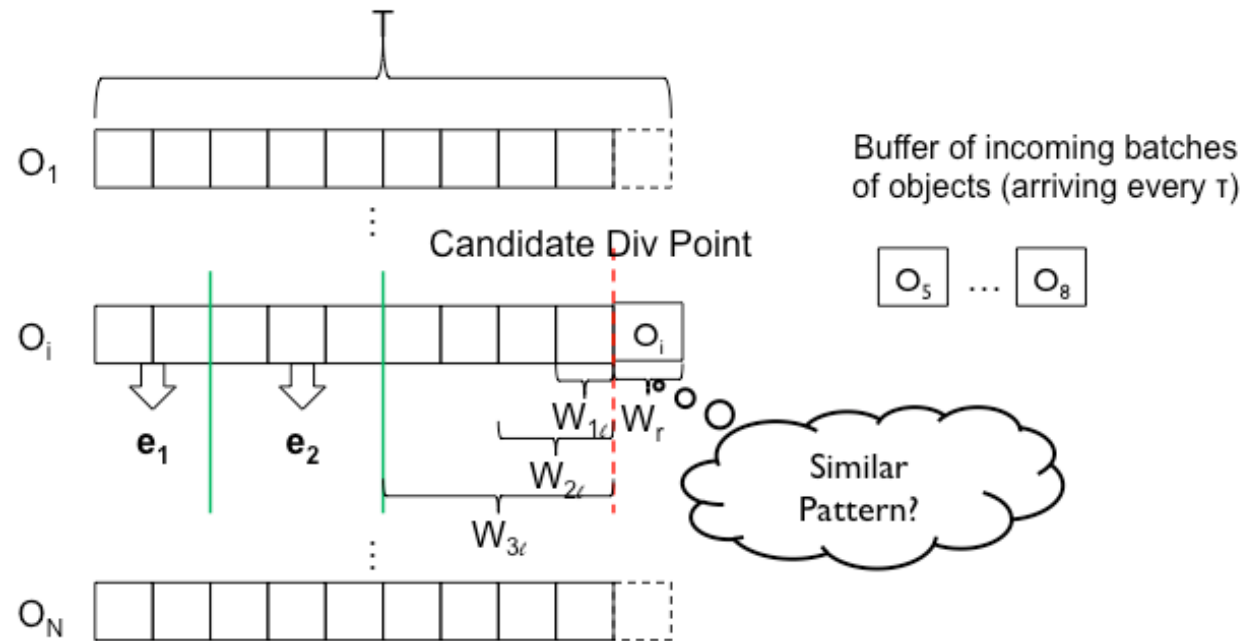 T
O₁
Buffer of incoming batches
of objects (arriving every τ)
⋮
Candidate Div Point
O₅ … O₈
Oᵢ
Oᵢ
W₁ℓ Wᵣ
e₁ e₂
W₂ℓ
Similar
Pattern?
W₃ℓ
⋮
O_N